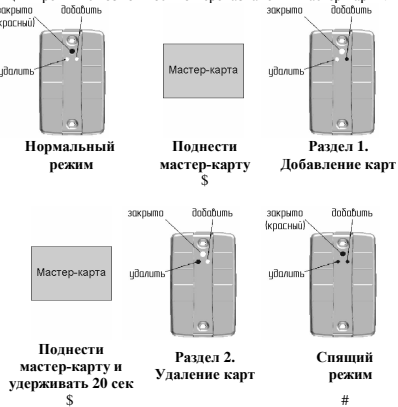 закрыто добавить
(красный)
удалить
Нормальный
режим
Мастер-карта
Поднести
мастер-карту
$
закрыто добавить
удалить
Раздел 1.
Добавление карт
Мастер-карта
Поднести
мастер-карту и
удерживать 20 сек
$
закрыто добавить
удалить
Раздел 2.
Удаление карт
закрыто добавить
(красный)
удалить
Спящий
режим
#